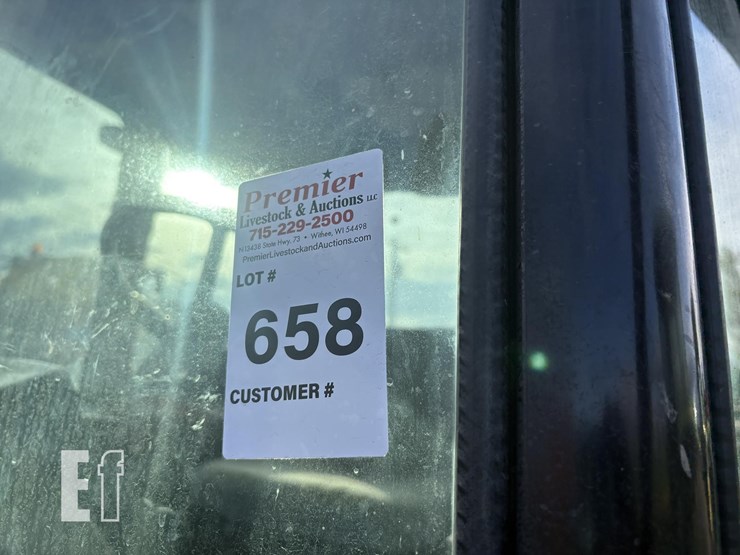 Premier
Livestock & Auctions LLC
715-229-2500
N13438 State Hwy. 73 • Withee, WI 54498
PremierLivestockandAuctions.com
LOT #
658
CUSTOMER #
Ef